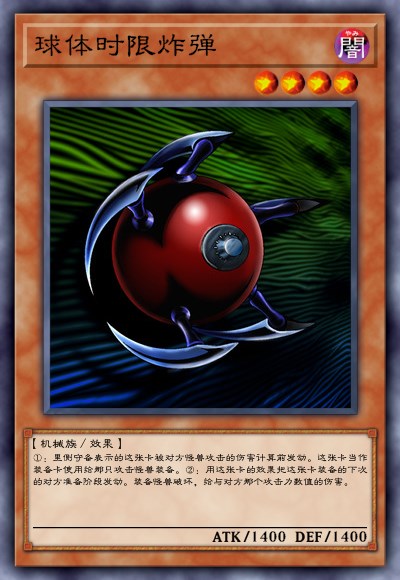 球体时限炸弹
やみ
闇
【机械族／效果】
①：里侧守备表示的这张卡被对方怪兽攻击的伤害计算前发动。这张卡当作
装备卡使用给那只攻击怪兽装备。②：用这张卡的效果把这张卡装备的下次
的对方准备阶段发动。装备怪兽破坏，给与对方那个攻击力数值的伤害。
ATK/1400 DEF/1400